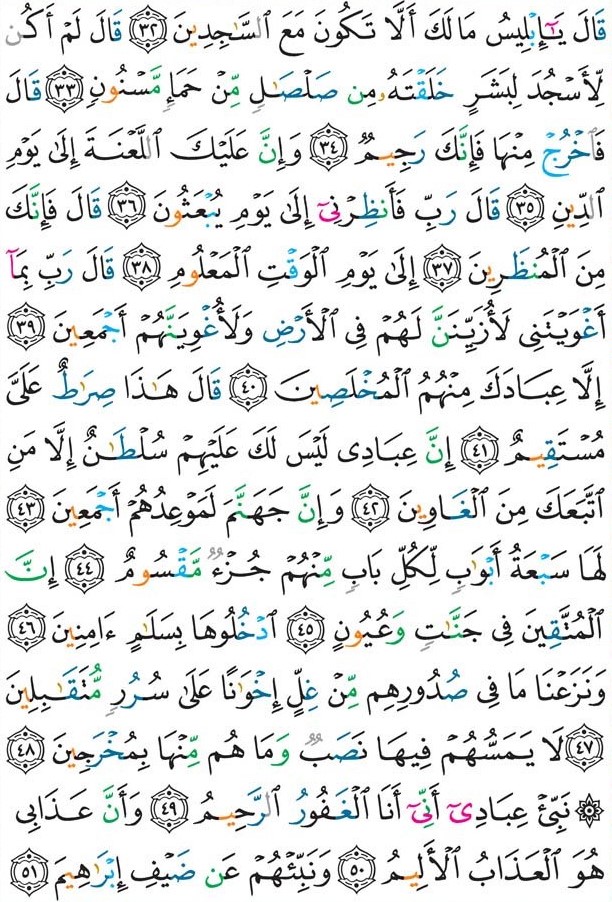 قَالَ يَـٰٓإِبْلِيسُ مَا لَكَ أَلَّا تَكُونَ مَعَ ٱلسَّـٰجِدِينَ ٣٢ قَالَ لَمْ أَكُن
لِّأَسْجُدَ لِبَشَرٍ خَلَقْتَهُۥ مِن صَلْصَـٰلٍ مِّنْ حَمَإٍ مَّسْنُونٍ ٣٣ قَالَ
فَٱخْرُجْ مِنْهَا فَإِنَّكَ رَجِيمٌ ٣٤ وَإِنَّ عَلَيْكَ ٱللَّعْنَةَ إِلَىٰ يَوْمِ
ٱلدِّينِ ٣٥ قَالَ رَبِّ فَأَنظِرْنِىٓ إِلَىٰ يَوْمِ يُبْعَثُونَ ٣٦ قَالَ فَإِنَّكَ
مِنَ ٱلْمُنظَرِينَ ٣٧ إِلَىٰ يَوْمِ ٱلْوَقْتِ ٱلْمَعْلُومِ ٣٨ قَالَ رَبِّ بِمَآ
أَغْوَيْتَنِى لَأُزَيِّنَنَّ لَهُمْ فِى ٱلْأَرْضِ وَلَأُغْوِيَنَّهُمْ أَجْمَعِينَ ٣٩
إِلَّا عِبَادَكَ مِنْهُمُ ٱلْمُخْلَصِينَ ٤٠ قَالَ هَـٰذَا صِرَٰطٌ عَلَىَّ
مُسْتَقِيمٌ ٤١ إِنَّ عِبَادِى لَيْسَ لَكَ عَلَيْهِمْ سُلْطَـٰنٌ إِلَّا مَنِ
ٱتَّبَعَكَ مِنَ ٱلْغَاوِينَ ٤٢ وَإِنَّ جَهَنَّمَ لَمَوْعِدُهُمْ أَجْمَعِينَ ٤٣
لَهَا سَبْعَةُ أَبْوَٰبٍ لِّكُلِّ بَابٍ مِّنْهُمْ جُزْءٌ مَّقْسُومٌ ٤٤ إِنَّ
ٱلْمُتَّقِينَ فِى جَنَّـٰتٍ وَعُيُونٍ ٤٥ ٱدْخُلُوهَا بِسَلَـٰمٍ ءَامِنِينَ ٤٦
وَنَزَعْنَا مَا فِى صُدُورِهِم مِّنْ غِلٍّ إِخْوَٰنًا عَلَىٰ سُرُرٍ مُّتَقَـٰبِلِينَ
٤٧ لَا يَمَسُّهُمْ فِيهَا نَصَبٌ وَمَا هُم مِّنْهَا بِمُخْرَجِينَ ٤٨
۞ نَبِّئْ عِبَادِىٓ أَنِّىٓ أَنَا ٱلْغَفُورُ ٱلرَّحِيمُ ٤٩ وَأَنَّ عَذَابِى
هُوَ ٱلْعَذَابُ ٱلْأَلِيمُ ٥٠ وَنَبِّئْهُمْ عَن ضَيْفِ إِبْرَٰهِيمَ ٥١